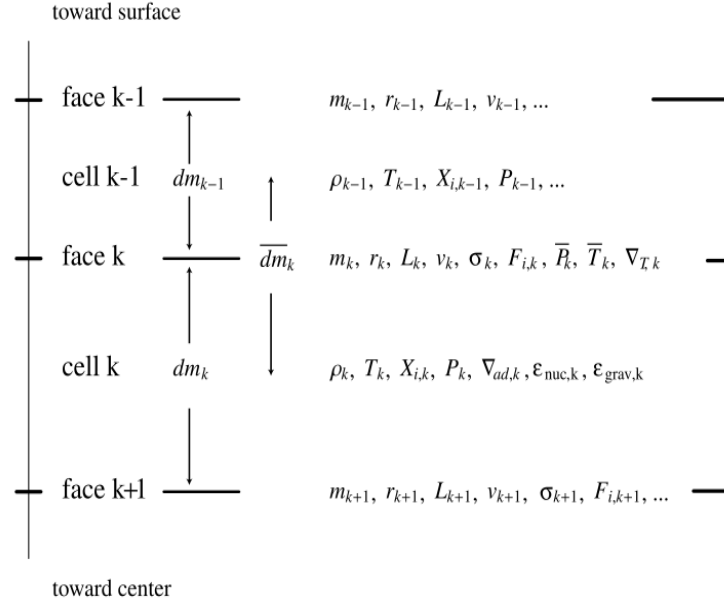 toward surface
face k-1 m_{k−1}, r_{k−1}, L_{k−1}, v_{k−1}, ...
cell k-1 dm_{k−1} ρ_{k−1}, T_{k−1}, X_{i,k−1}, P_{k−1}, ...
face k \overline{dm}_k m_k, r_k, L_k, v_k, σ_k, F_{i,k}, \overline{P}_k, \overline{T}_k, ∇_{T,k}
cell k dm_k ρ_k, T_k, X_{i,k}, P_k, ∇_{ad,k}, ε_{nuc,k}, ε_{grav,k}
face k+1 m_{k+1}, r_{k+1}, L_{k+1}, v_{k+1}, σ_{k+1}, F_{i,k+1}, ...
toward center